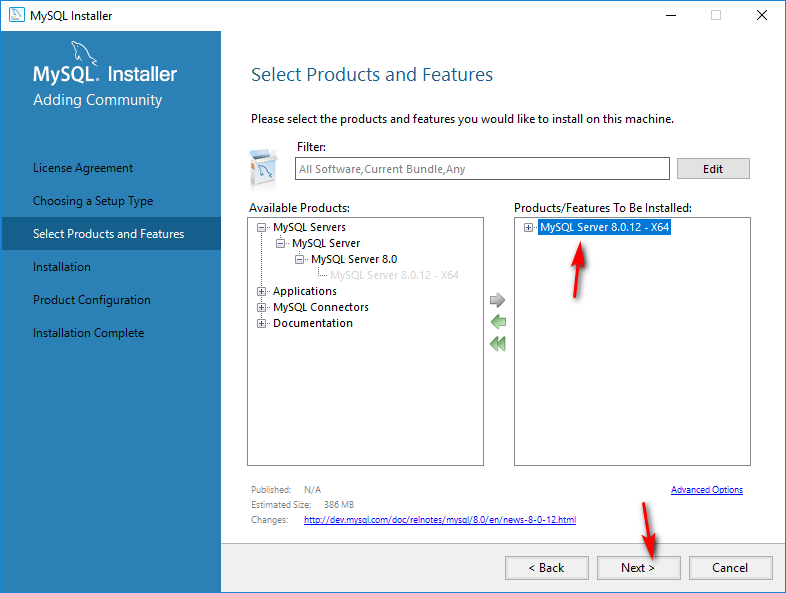 MySQL Installer
MySQL. Installer
Adding Community
License Agreement
Choosing a Setup Type
Select Products and Features
Installation
Product Configuration
Installation Complete
Select Products and Features
Please select the products and features you would like to install on this machine.
Filter:
All Software,Current Bundle,Any
Edit
Available Products:
MySQL Servers
MySQL Server
MySQL Server 8.0
MySQL Server 8.0.12 - X64
Applications
MySQL Connectors
Documentation
Products/Features To Be Installed:
MySQL Server 8.0.12 - X64
Published: N/A
Estimated Size: 386 MB
Changes: http://dev.mysql.com/doc/relnotes/mysql/8.0/en/news-8-0-12.html
Advanced Options
< Back
Next >
Cancel